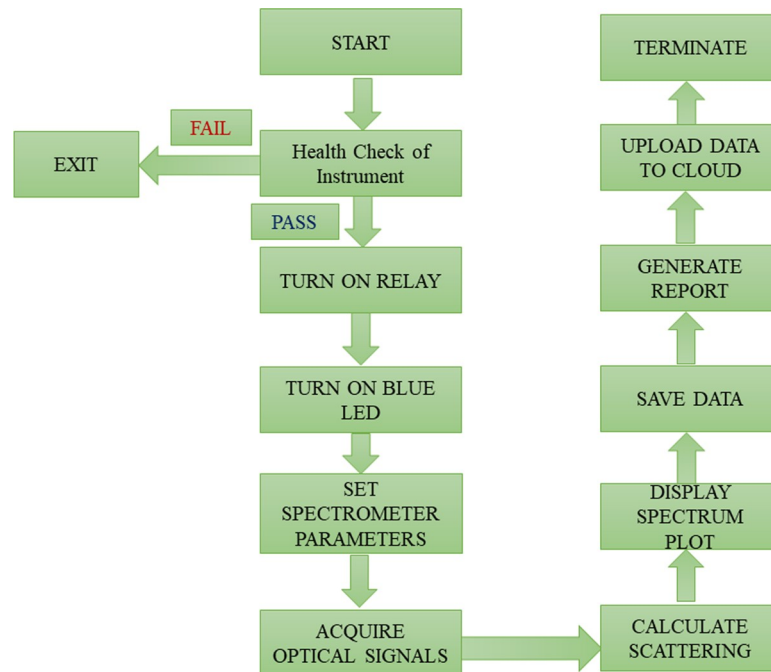 START
FAIL
EXIT
Health Check of
Instrument
PASS
TURN ON RELAY
TURN ON BLUE
LED
SET
SPECTROMETER
PARAMETERS
ACQUIRE
OPTICAL SIGNALS
CALCULATE
SCATTERING
DISPLAY
SPECTRUM
PLOT
SAVE DATA
GENERATE
REPORT
UPLOAD DATA
TO CLOUD
TERMINATE